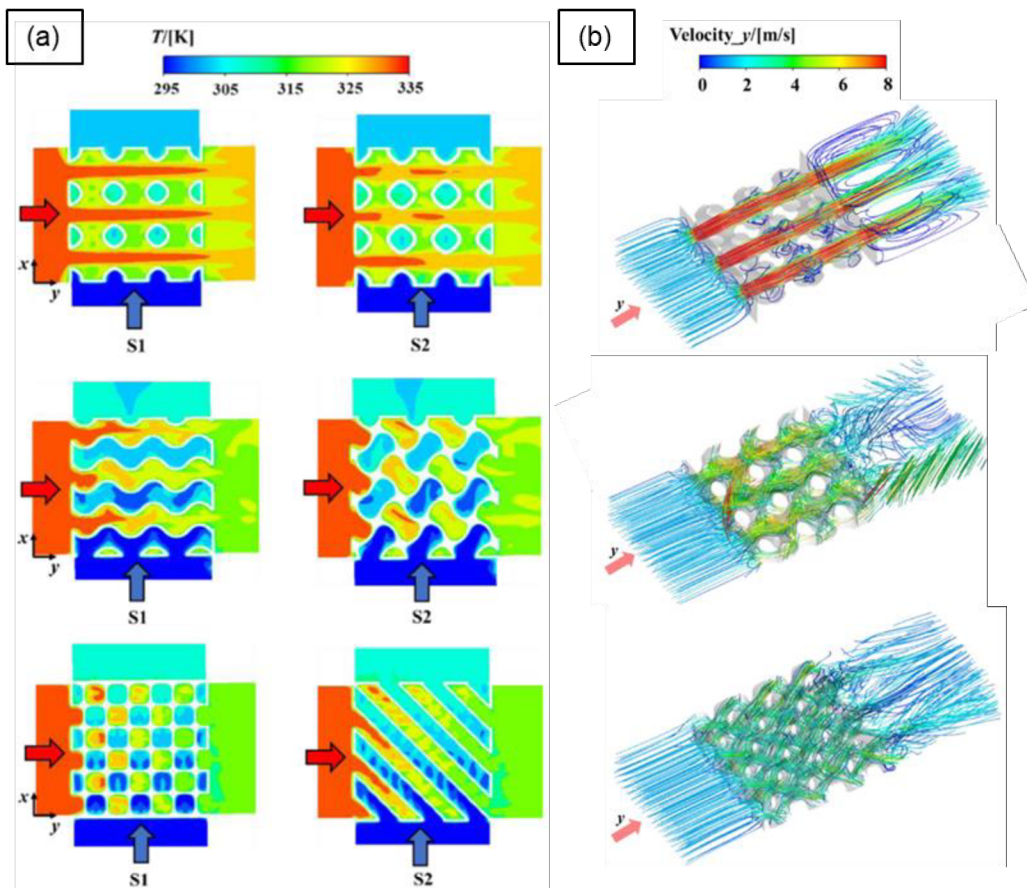 (a)
T/[K]
295 305 315 325 335
x
y
S1
S2
x
y
S1
S2
x
y
S1
S2
(b)
Velocity_y/[m/s]
0 2 4 6 8
y
y
y